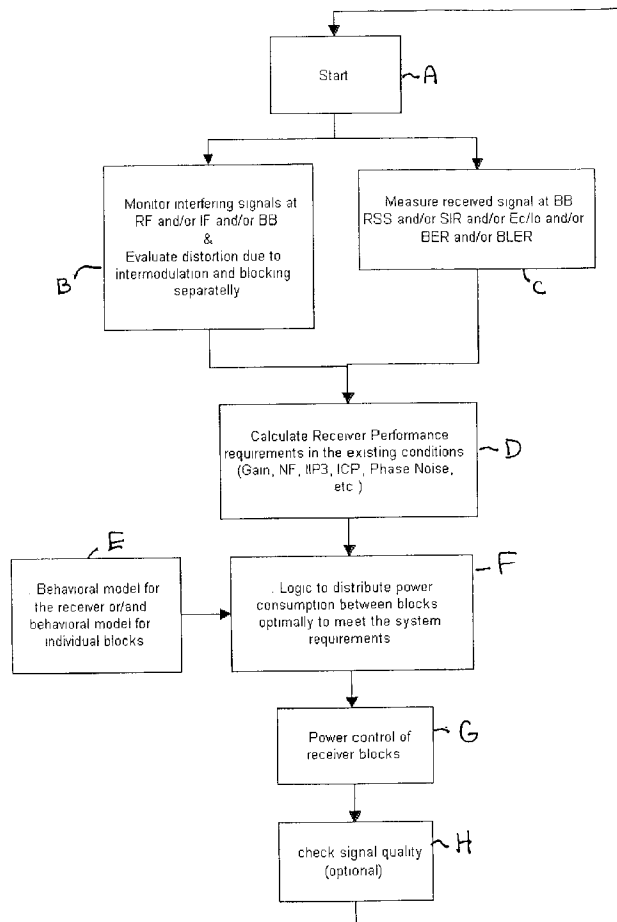 Start
A
Monitor interfering signals at
RF and/or IF and/or BB
&
Evaluate distortion due to
intermodulation and blocking
separatelly
B
Measure received signal at BB
RSS and/or SIR and/or Ec/Io and/or
BER and/or BLER
C
Calculate Receiver Performance
requirements in the existing conditions
(Gain, NF, IIP3, ICP, Phase Noise,
etc )
D
E
. Behavioral model for
the receiver or/and
behavioral model for
individual blocks
. Logic to distribute power
consumption between blocks
optimally to meet the system
requirements
F
Power control of
receiver blocks
G
check signal quality
(optional)
H